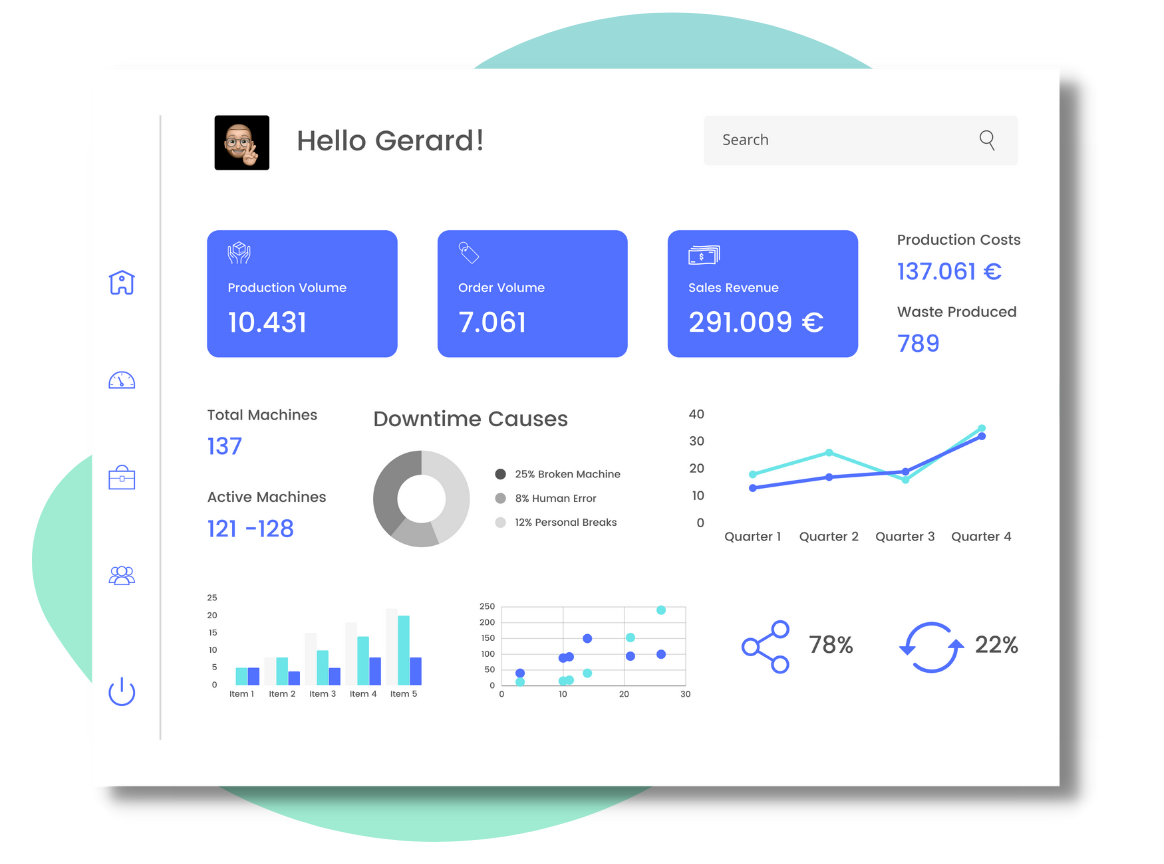 Hello Gerard!
Search
Production Volume
10.431
Order Volume
7.061
$
Sales Revenue
291.009 €
Production Costs
137.061 €
Waste Produced
789
Total Machines
137
Active Machines
121 -128
Downtime Causes
25% Broken Machine
8% Human Error
12% Personal Breaks
40
30
20
10
0
Quarter 1 Quarter 2 Quarter 3 Quarter 4
25
20
15
10
5
0
Item 1 Item 2 Item 3 Item 4 Item 5
250
200
150
100
50
0
0 10 20 30
78%
22%